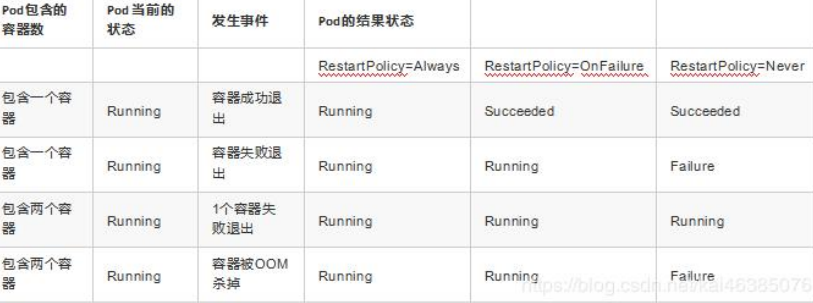 Pod包含的 Pod当前的 发生事件 Pod的结果状态
容器数 状态
RestartPolicy=Always RestartPolicy=OnFailure RestartPolicy=Never
包含一个容 Running 容器成功退 Running Succeeded Succeeded
器 出
包含一个容 Running 容器失败退 Running Running Failure
器 出
包含两个容 Running 1个容器失 Running Running Running
器 败退出
包含两个容 Running 容器被OOM Running Running Failure
器 杀掉
https://blog.csdn.net/kai46385076